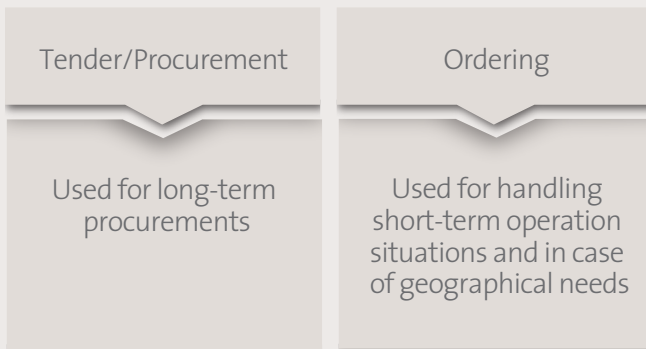 Tender/Procurement
Used for long-term
procurements
Ordering
Used for handling
short-term operation
situations and in case
of geographical needs